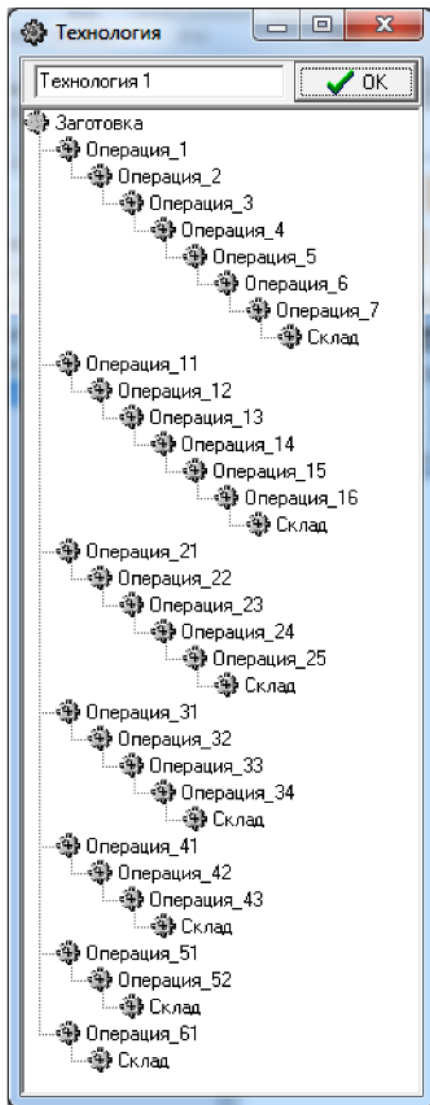 Технология
Технология 1
OK
Заготовка
Операция_1
Операция_2
Операция_3
Операция_4
Операция_5
Операция_6
Операция_7
Склад
Операция_11
Операция_12
Операция_13
Операция_14
Операция_15
Операция_16
Склад
Операция_21
Операция_22
Операция_23
Операция_24
Операция_25
Склад
Операция_31
Операция_32
Операция_33
Операция_34
Склад
Операция_41
Операция_42
Операция_43
Склад
Операция_51
Операция_52
Склад
Операция_61
Склад